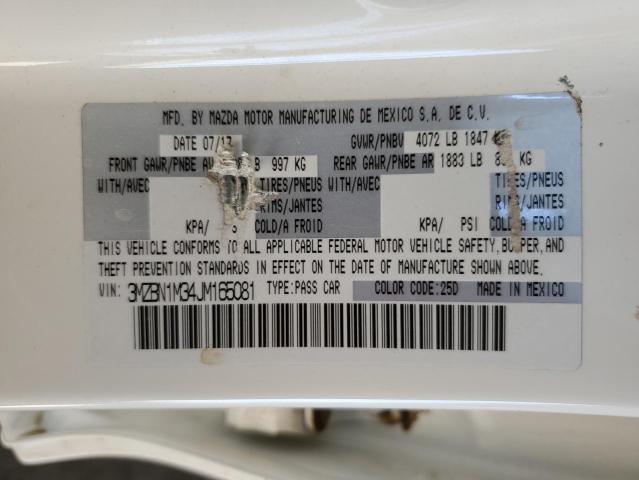 MFD. BY MAZDA MOTOR MANUFACTURING DE MEXICO S.A. DE C.V.
DATE 07/17 GVWR/PNBV 4072 LB 1847 KG
FRONT GAWR/PNBE AV LB 997 KG REAR GAWR/PNBE AR 1883 LB KG
WITH/AVEC TIRES/PNEUS WITH/AVEC TIRES/PNEUS
RIMS/JANTES RIMS/JANTES
KPA/ COLD/A FROID KPA/ PSI COLD/A FROID
THIS VEHICLE CONFORMS TO ALL APPLICABLE FEDERAL MOTOR VEHICLE SAFETY, BUMPER, AND
THEFT PREVENTION STANDARDS IN EFFECT ON THE DATE OF MANUFACTURE SHOWN ABOVE.
VIN: 3MZBN1M34JM165081 TYPE:PASS CAR COLOR CODE:25D MADE IN MEXICO